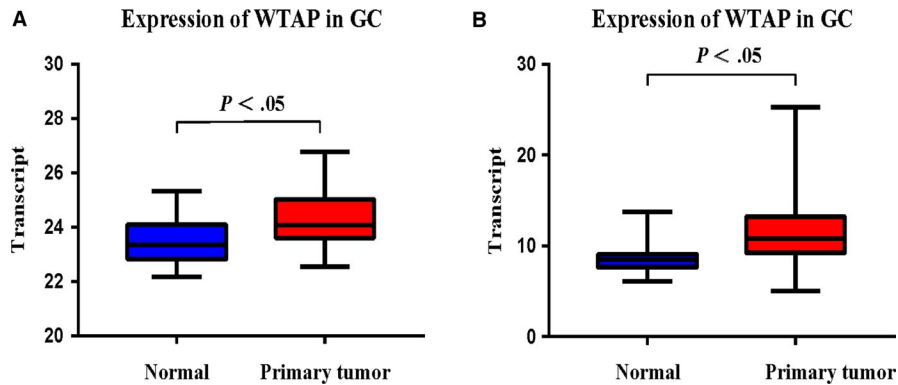 A
Expression of WTAP in GC
Transcript
30
28
26
24
22
20
P < .05
Normal
Primary tumor
B
Expression of WTAP in GC
Transcript
30
20
10
0
P < .05
Normal
Primary tumor